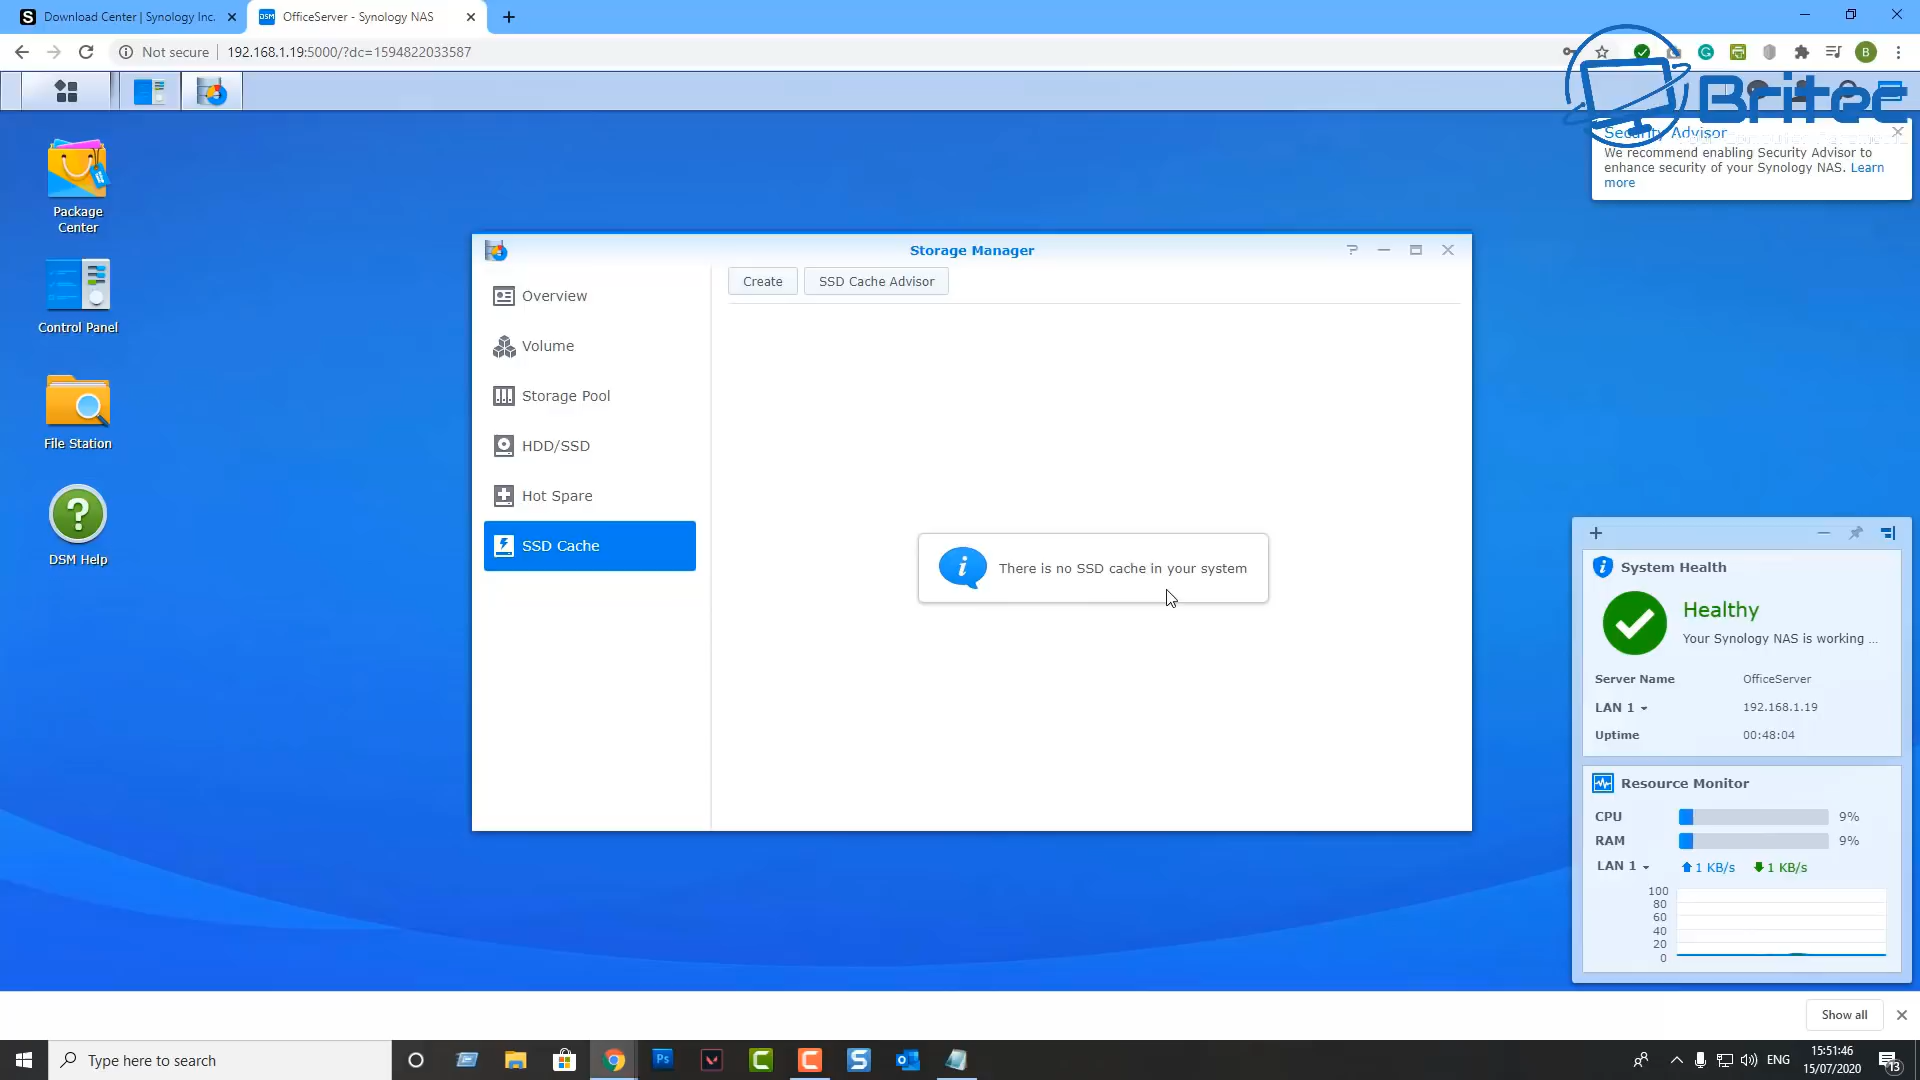 Download Center | Synology Inc.
OfficeServer - Synology NAS
Not secure
192.168.1.19:5000/?dc=1594822033587
B
Britec
Security Advisor
We recommend enabling Security Advisor to
enhance security of your Synology NAS. Learn
more
Package
Center
Control Panel
File Station
DSM Help
Storage Manager
Overview
Volume
Storage Pool
HDD/SSD
Hot Spare
SSD Cache
Create
SSD Cache Advisor
There is no SSD cache in your system
System Health
Healthy
Your Synology NAS is working ...
Server Name
OfficeServer
LAN 1
192.168.1.19
Uptime
00:48:04
Resource Monitor
CPU
9%
RAM
9%
LAN 1
1 KB/s
1 KB/s
100
80
60
40
20
0
Show all
Type here to search
Ps
ENG
15:51:46
15/07/2020
13